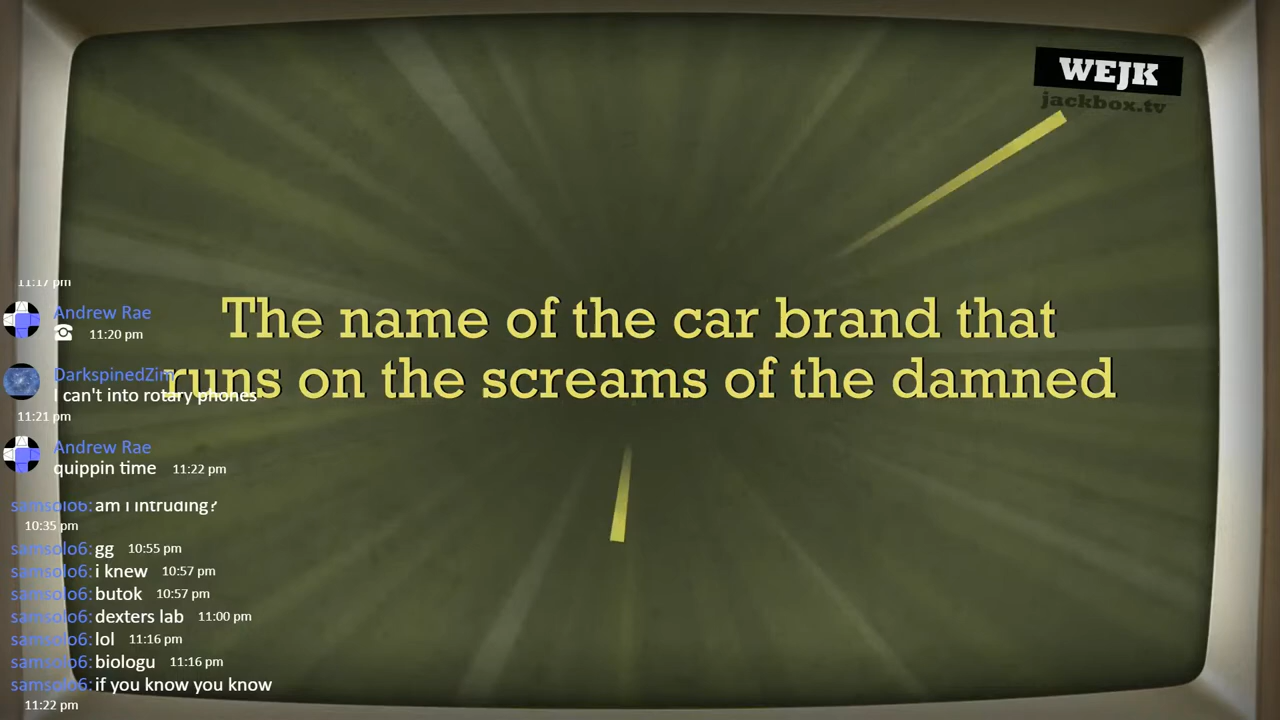 WEJK
jackbox.tv
The name of the car brand that
runs on the screams of the damned
11:17 pm
Andrew Rae
☎ 11:20 pm
DarkspinedZim
I can't into rotary phones
11:21 pm
Andrew Rae
quippin time 11:22 pm
samsolo6: am i intruding?
10:35 pm
samsolo6: gg 10:55 pm
samsolo6: i knew 10:57 pm
samsolo6: butok 10:57 pm
samsolo6: dexters lab 11:00 pm
samsolo6: lol 11:16 pm
samsolo6: biologu 11:16 pm
samsolo6: if you know you know
11:22 pm